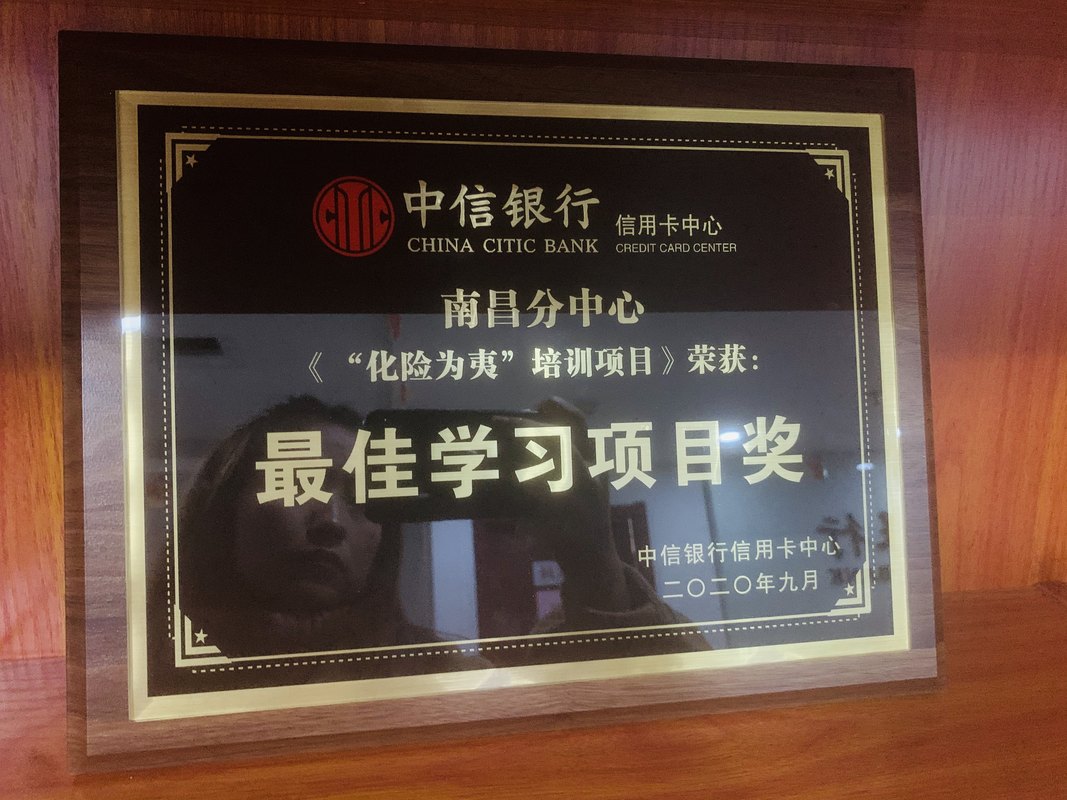 中信银行 信用卡中心
CHINA CITIC BANK CREDIT CARD CENTER
南昌分中心
《“化险为夷”培训项目》荣获：
最佳学习项目奖
中信银行信用卡中心
二〇二〇年九月